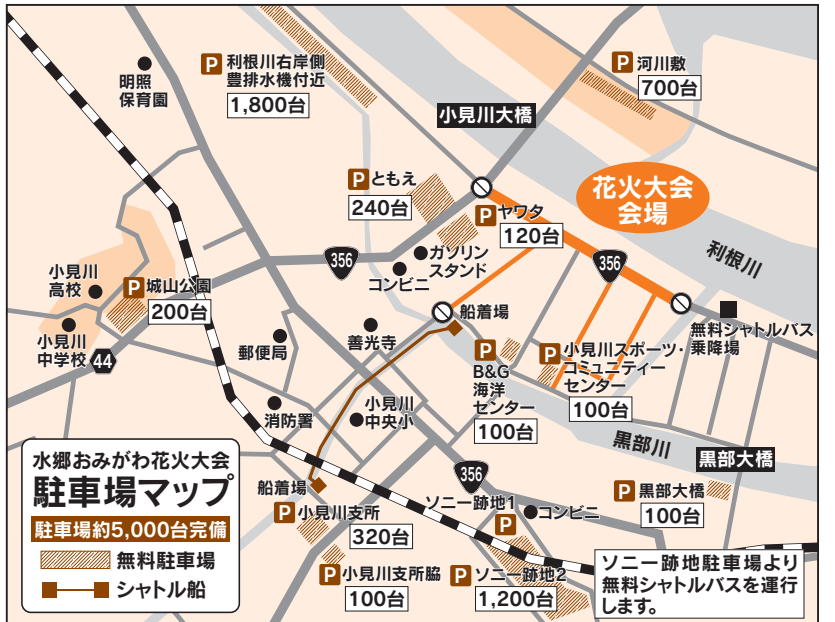 明照
保育園
P
利根川右岸側
豊排水機付近
1,800台
P
河川敷
700台
小見川大橋
花火大会
会場
P
ともえ
240台
P
ヤワタ
120台
利根川
356
356
ガソリン
スタンド
コンビニ
小見川
高校
P
城山公園
200台
小見川
中学校
44
船着場
無料シャトルバス
乗降場
郵便局
善光寺
P
B&G
海洋
センター
100台
P
小見川スポーツ・
コミュニティー
センター
100台
消防署
小見川
中央小
黒部川
黒部大橋
356
船着場
ソニー跡地1
P
コンビニ
P
黒部大橋
100台
P
小見川支所
320台
P
小見川支所脇
100台
P
ソニー跡地2
1,200台
水郷おみがわ花火大会
駐車場マップ
駐車場約5,000台完備
無料駐車場
シャトル船
ソニー跡地駐車場より
無料シャトルバスを運行
します。